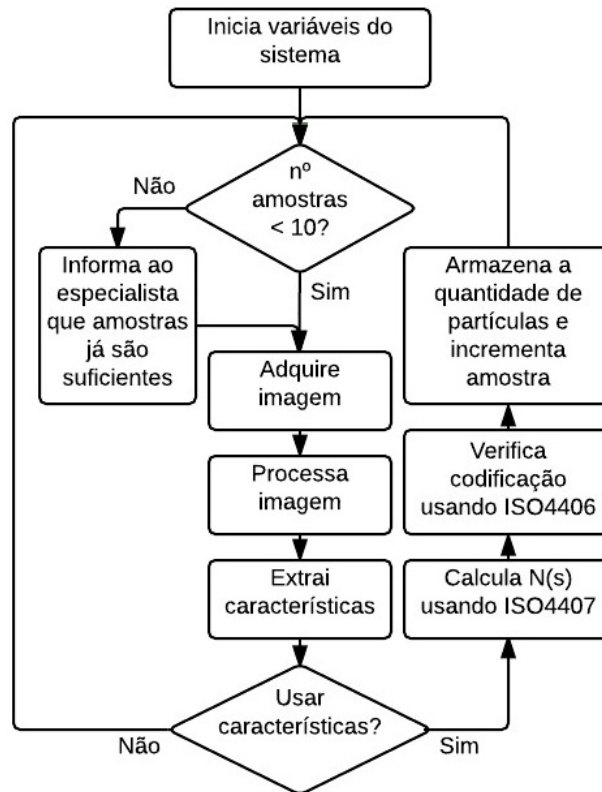 Inicia variáveis do
sistema
nº
amostras
< 10?
Não
Sim
Informa ao
especialista
que amostras
já são
suficientes
Adquire
imagem
Processa
imagem
Extrai
características
Usar
características?
Não
Sim
Calcula N(s)
usando ISO4407
Verifica
codificação
usando ISO4406
Armazena a
quantidade de
partículas e
incrementa
amostra